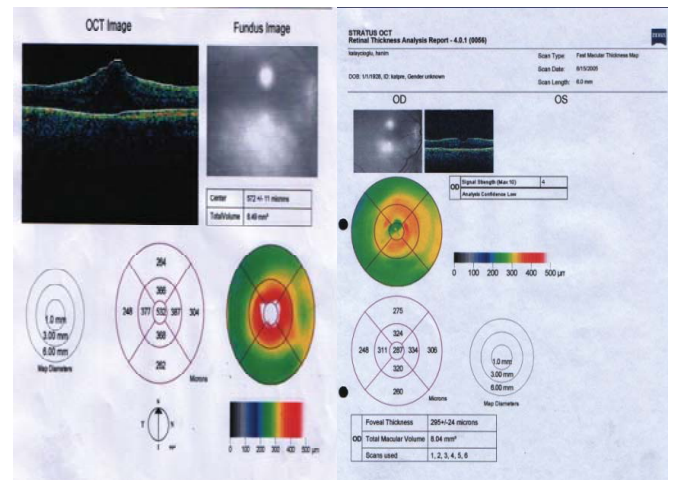 OCT Image
Fundus Image
Center 572 +/- 11 microns
TotalVolume 8.49 mm³
264
366
248 377 532 387 304
368
262
Microns
1.0 mm
3.00 mm
6.00 mm
Map Diameters
T N
I
0 100 200 300 400 500 µm
STRATUS OCT
Retinal Thickness Analysis Report - 4.0.1 (0056)
Scan Type: Fast Macular Thickness Map
Scan Date: 8/15/2005
Scan Length: 6.0 mm
DOB: 1/1/1926, ID: Gender unknown
OD OS
OD Signal Strength (Max 10) 4
Analysis Confidence Low
0 100 200 300 400 500 µm
275
324
248 311 287 334 306
320
260
Microns
1.0 mm
3.00 mm
6.00 mm
Map Diameters
OD
Foveal Thickness 295+/-24 microns
Total Macular Volume 8.04 mm³
Scans used 1, 2, 3, 4, 5, 6